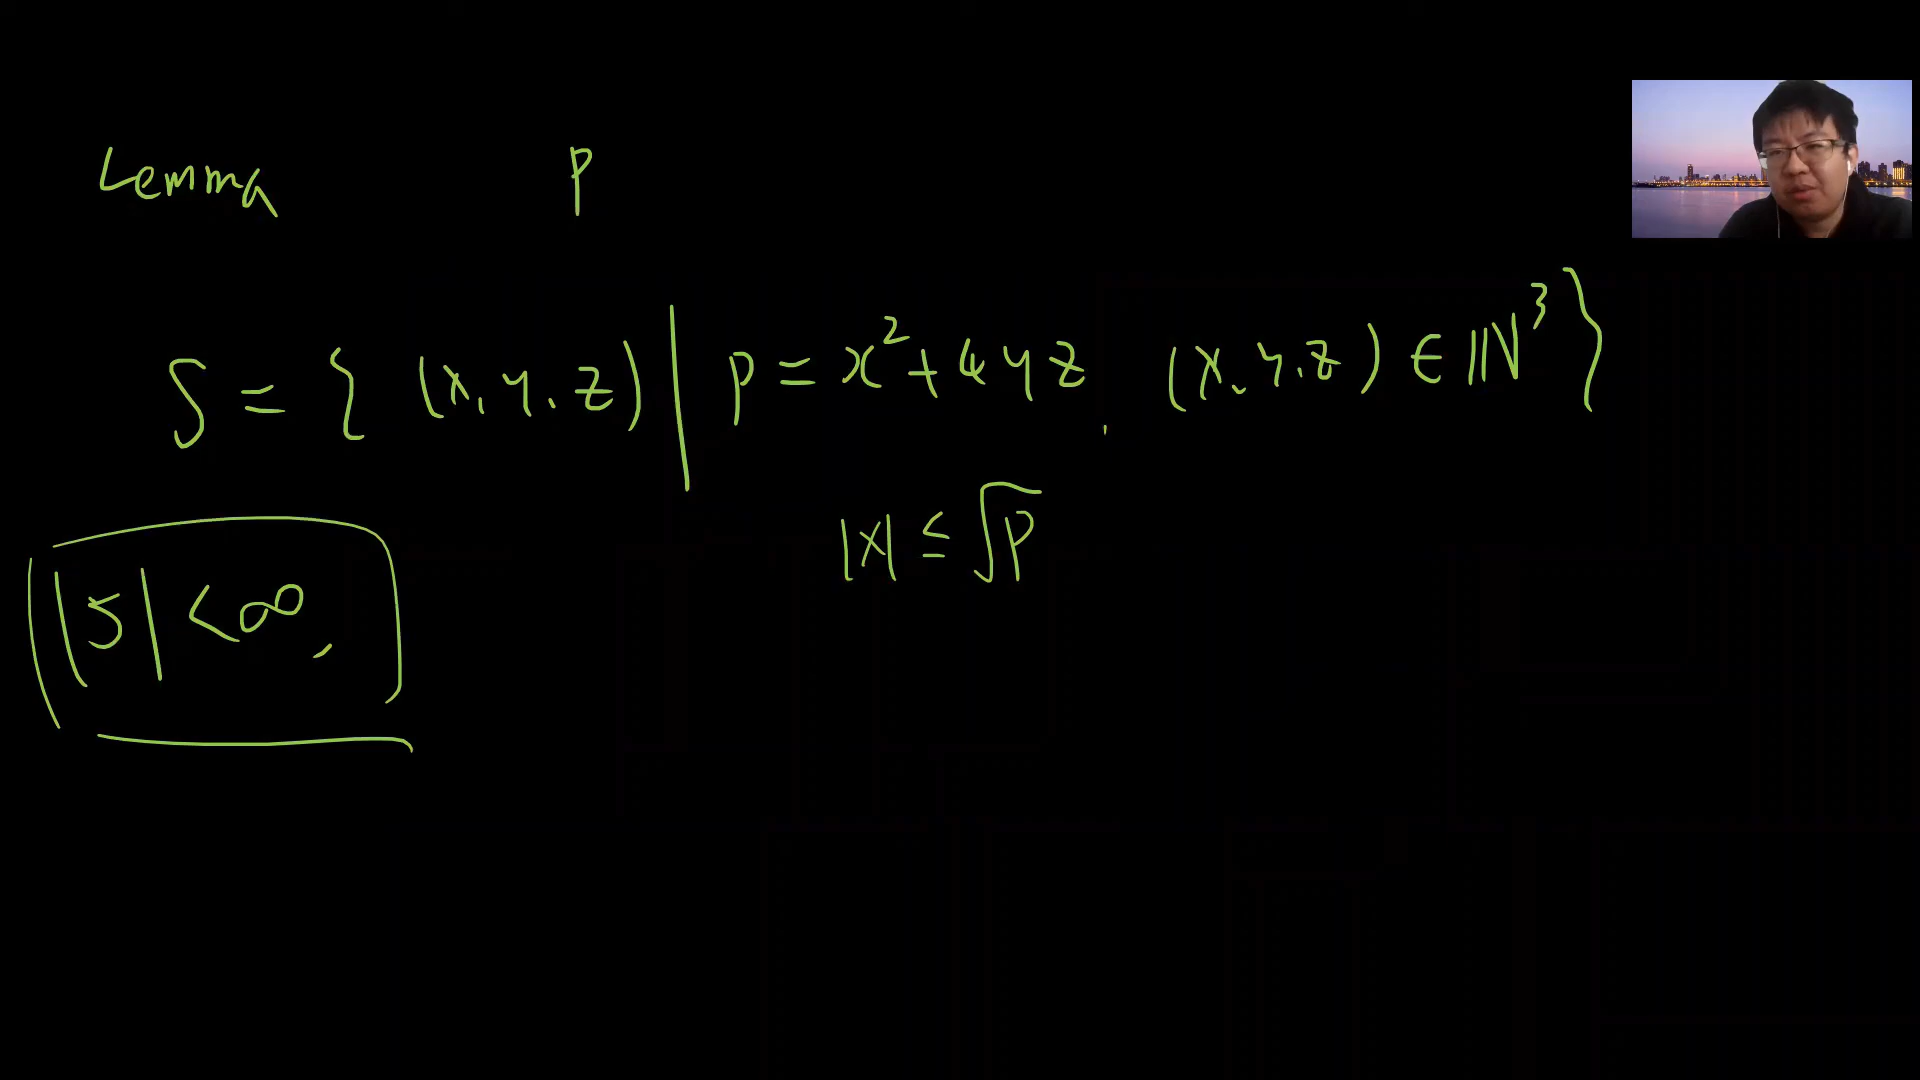 Lemma p
S = { (x, y, z) | p = x² + 4yz, (x, y, z) ∈ ℕ³ }
|x| ≤ √p
|S| < ∞,